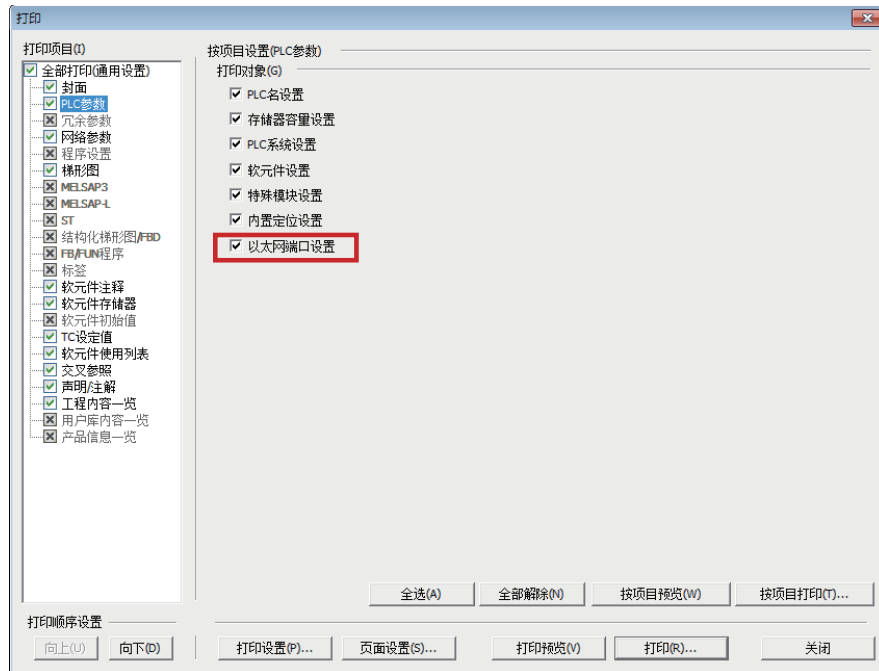 打印
打印项目(I)
全部打印(通用设置)
封面
PLC参数
冗余参数
网络参数
程序设置
梯形图
MELSAP3
MELSAP-L
ST
结构化梯形图/FBD
FB/FUN程序
标签
软元件注释
软元件存储器
软元件初始值
TC设定值
软元件使用列表
交叉参照
声明/注解
工程内容一览
用户库内容一览
产品信息一览
打印顺序设置
向上(U)
向下(D)
按项目设置(PLC参数)
打印对象(G)
PLC名设置
存储器容量设置
PLC系统设置
软元件设置
特殊模块设置
内置定位设置
以太网端口设置
全选(A)
全部解除(N)
按项目预览(W)
按项目打印(T)...
打印设置(P)...
页面设置(S)...
打印预览(V)
打印(R)...
关闭